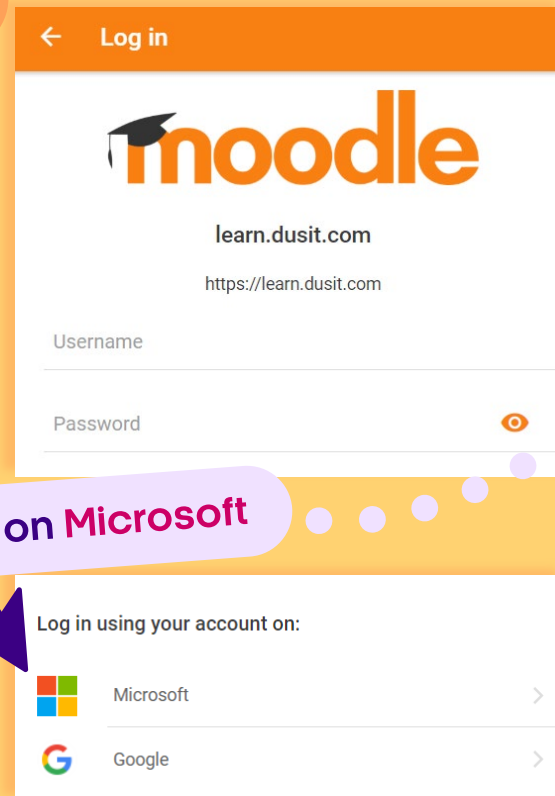 Log in
moodle
learn.dusit.com
https://learn.dusit.com
Username
Password
on Microsoft
Log in using your account on:
Microsoft
Google